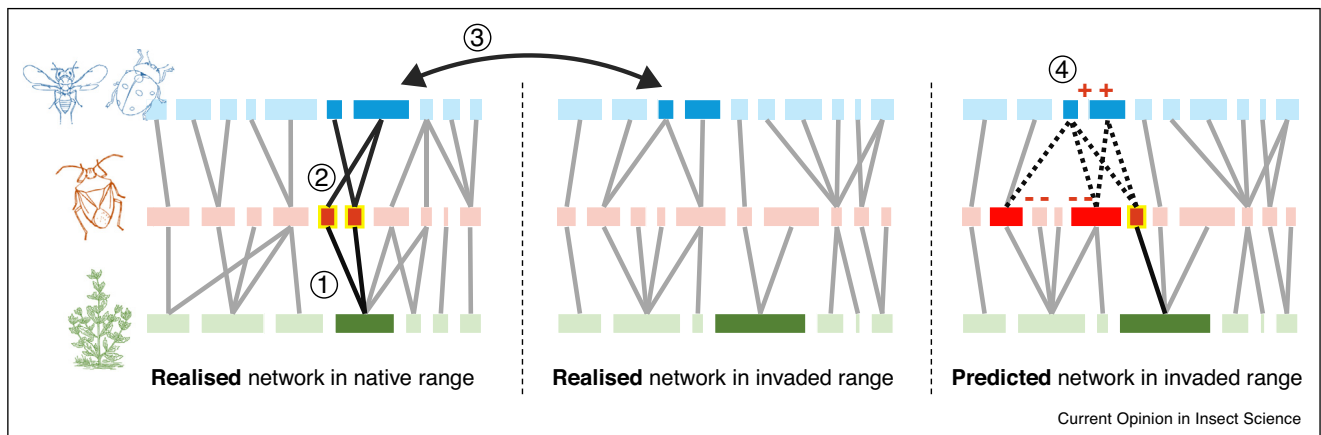 ③
④
+ +
②
-- --
①
Realised network in native range
Realised network in invaded range
Predicted network in invaded range
Current Opinion in Insect Science